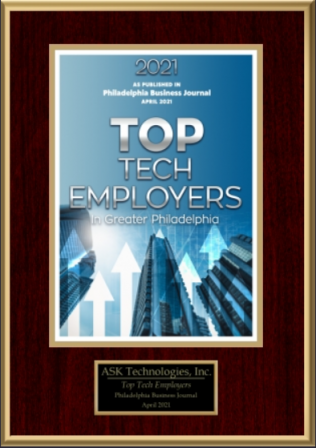 2021
AS PUBLISHED IN
Philadelphia Business Journal
APRIL 2021
TOP
TECH
EMPLOYERS
in Greater Philadelphia
ASK Technologies, Inc.
Top Tech Employers
Philadelphia Business Journal
April 2021